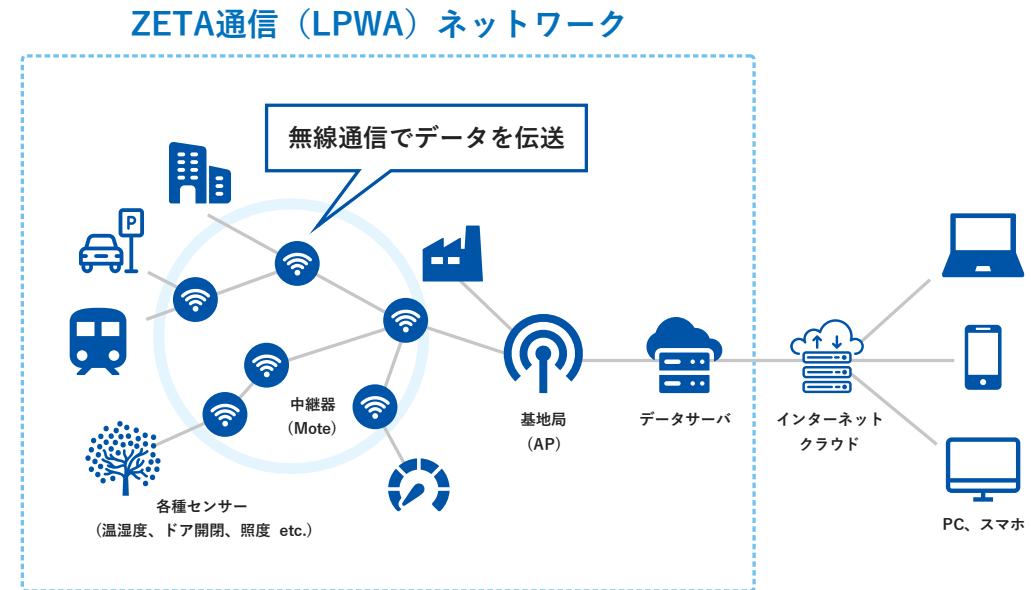 ZETA通信（LPWA）ネットワーク
無線通信でデータを伝送
P
中継器
（Mote）
基地局
（AP）
データサーバ
インターネット
クラウド
各種センサー
（温湿度、ドア開閉、照度 etc.）
PC、スマホ